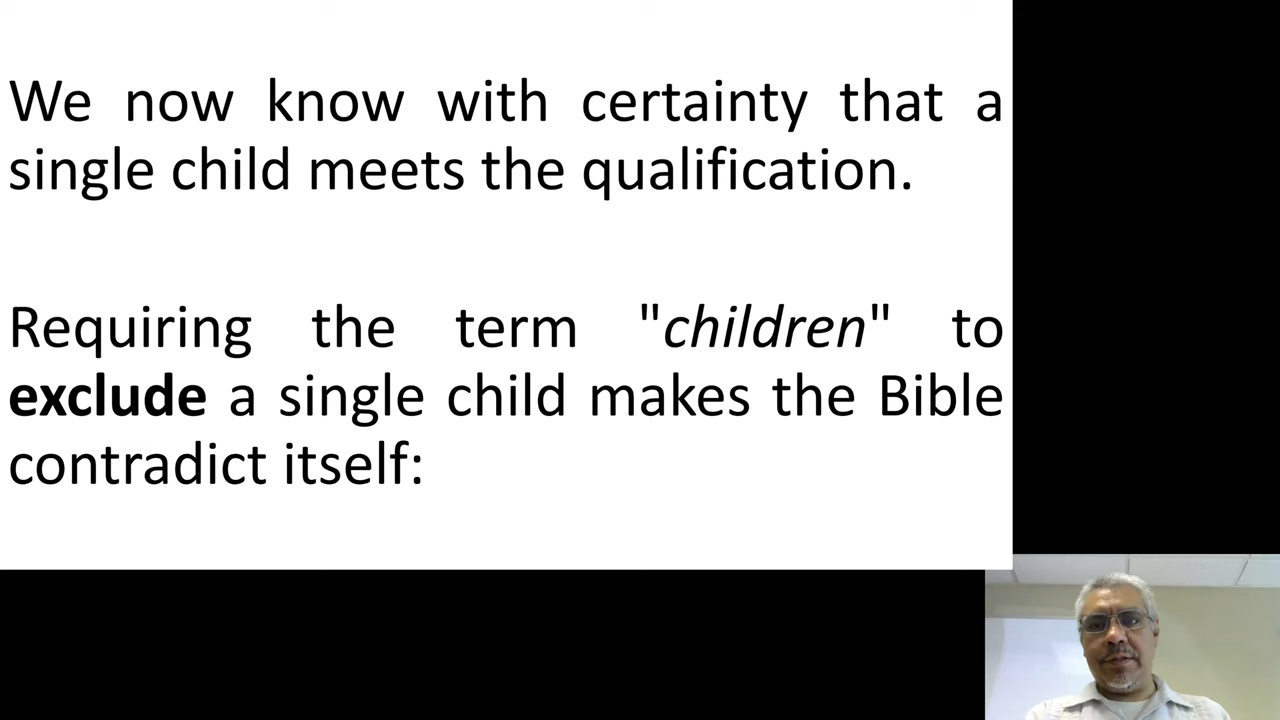 We now know with certainty that a
single child meets the qualification.
Requiring the term "children" to
exclude a single child makes the Bible
contradict itself: